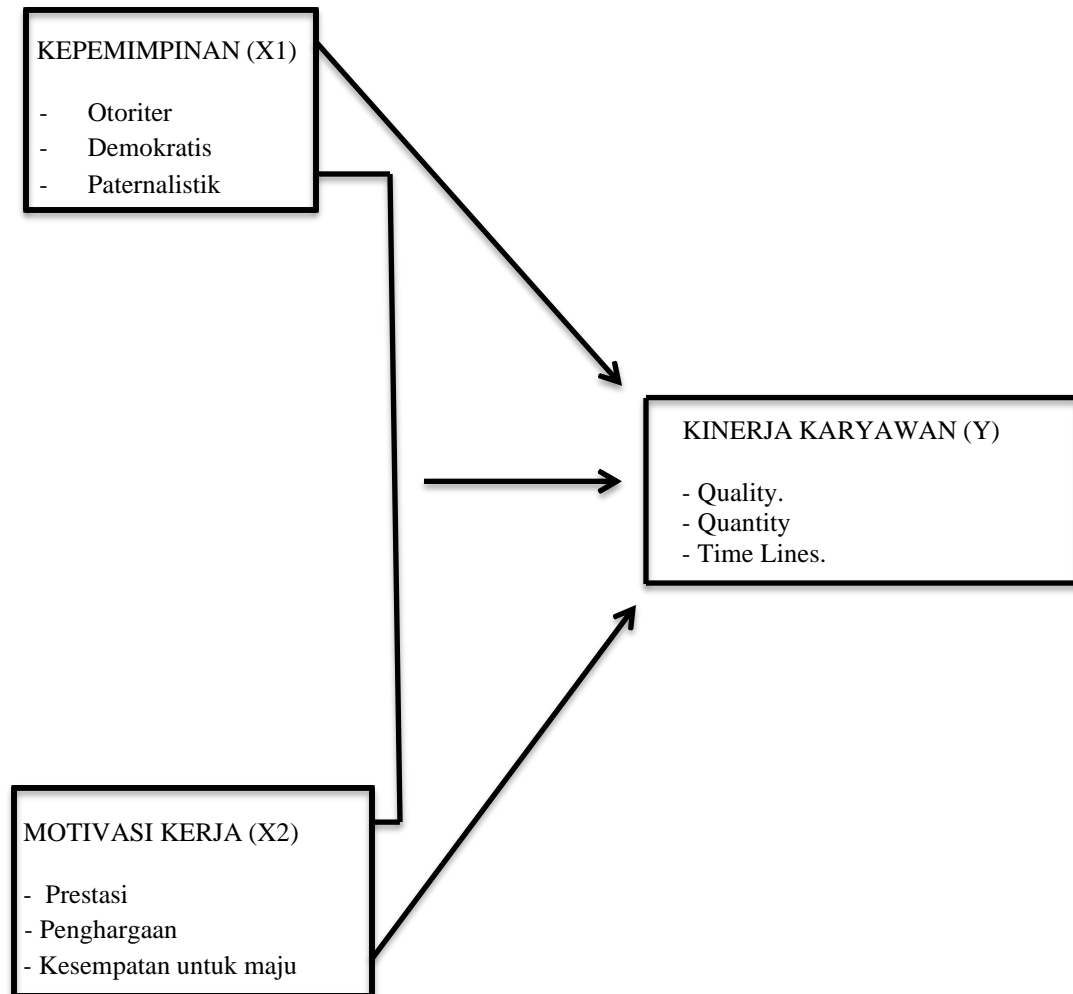 KEPEMIMPINAN (X1)
- Otoriter
- Demokratis
- Paternalistik
KINERJA KARYAWAN (Y)
- Quality.
- Quantity
- Time Lines.
MOTIVASI KERJA (X2)
- Prestasi
- Penghargaan
- Kesempatan untuk maju